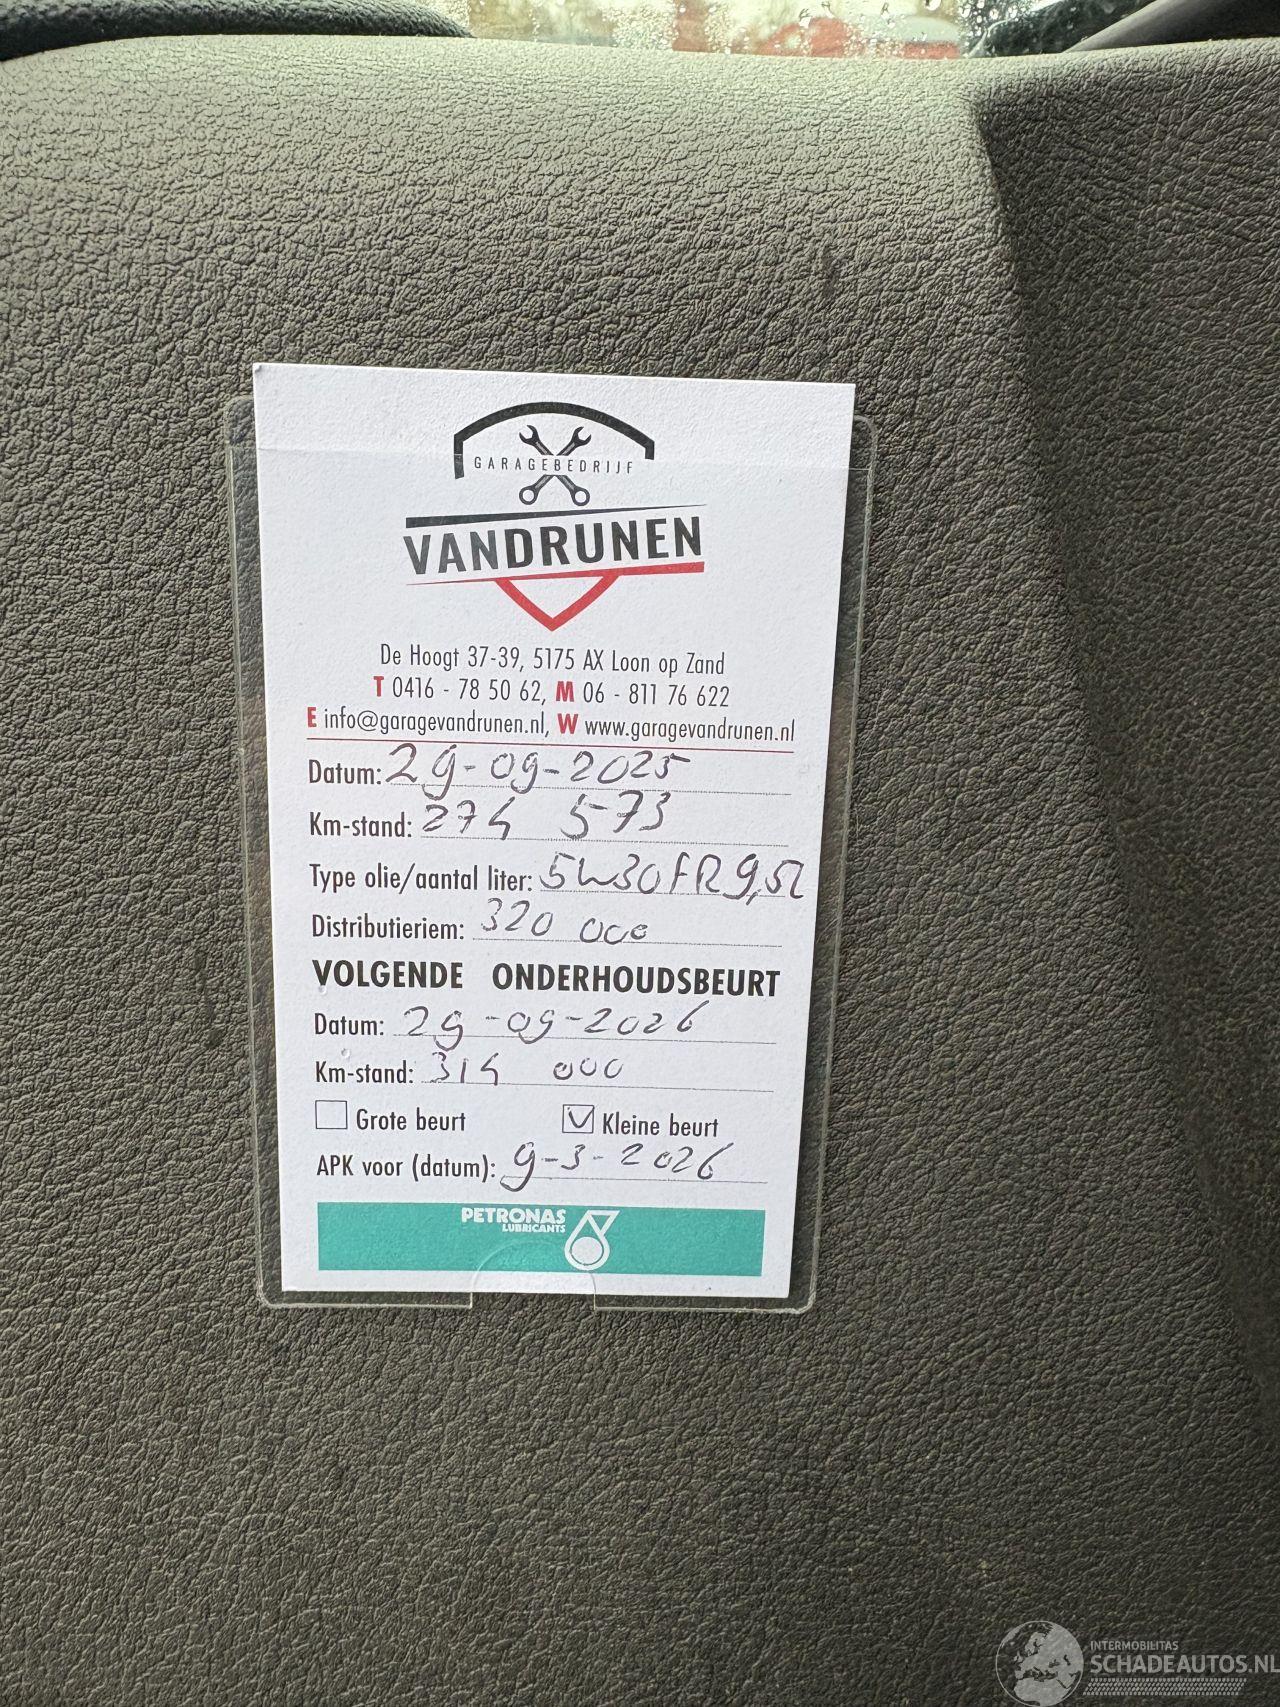 GARAGEBEDRIJF
VANDRUNEN
De Hoogt 37-39, 5175 AX Loon op Zand
T 0416 - 78 50 62, M 06 - 811 76 622
E info@garagevandrunen.nl, W www.garagevandrunen.nl
Datum: 29-09-2025
Km-stand: 274 573
Type olie/aantal liter: 5W30FR 9,5L
Distributieriem: 320 000
VOLGENDE ONDERHOUDSBEURT
Datum: 29-09-2026
Km-stand: 314 000
Grote beurt Kleine beurt
APK voor (datum): 9-3-2026
PETRONAS
LUBRICANTS
INTERMOBILITAS
SCHADEAUTOS.NL